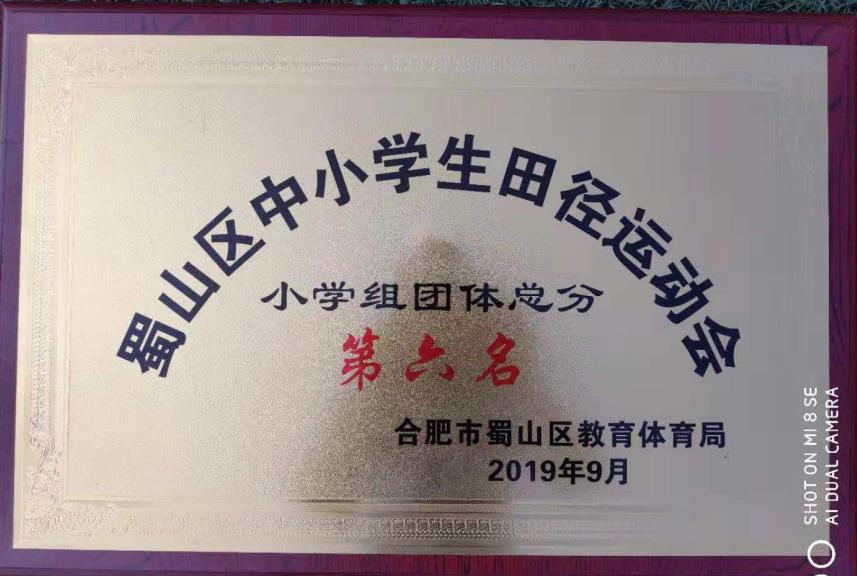 蜀山区中小学生田径运动会
小学组团体总分
第六名
合肥市蜀山区教育体育局
2019年9月
SHOT ON MI 8 SE
AI DUAL CAMERA